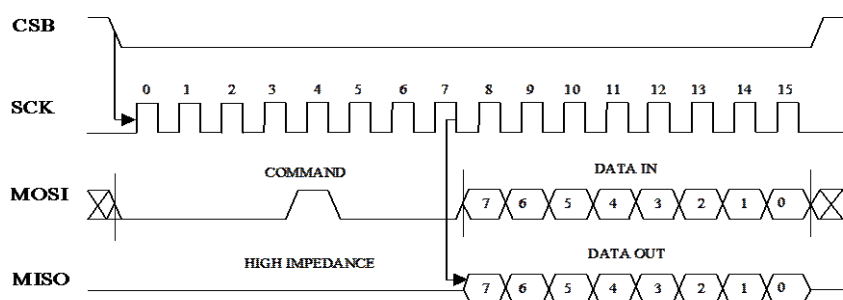 CSB
0 1 2 3 4 5 6 7 8 9 10 11 12 13 14 15
SCK
COMMAND DATA IN
MOSI 7 6 5 4 3 2 1 0
HIGH IMPEDANCE DATA OUT
MISO 7 6 5 4 3 2 1 0